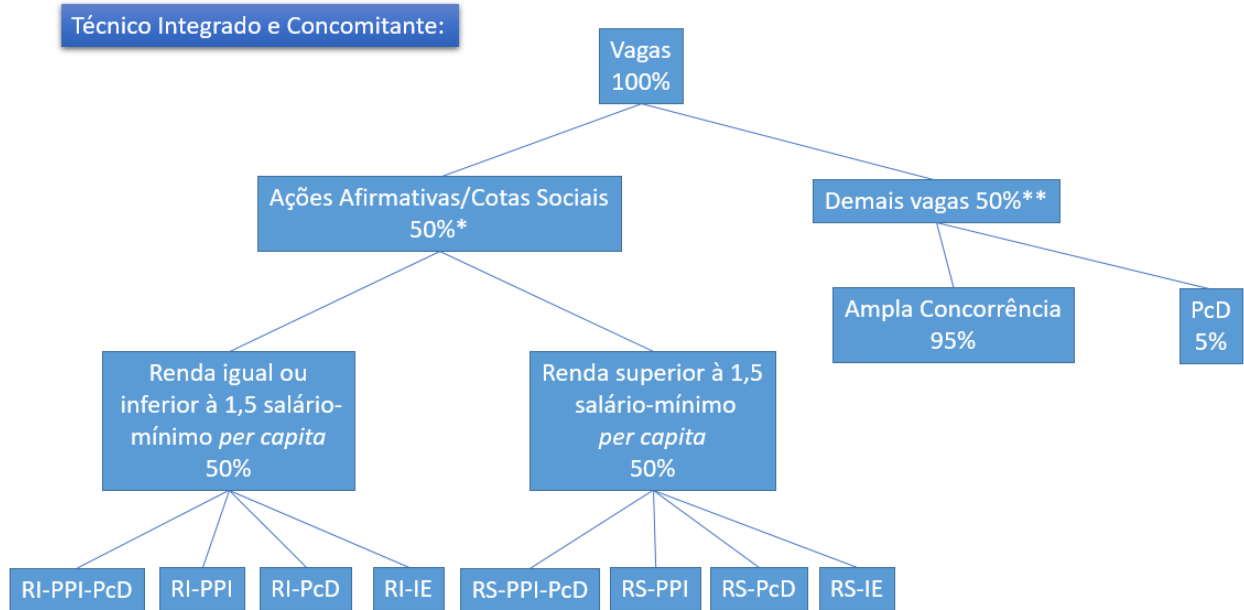 Técnico Integrado e Concomitante:
Vagas
100%
Ações Afirmativas/Cotas Sociais
50%*
Demais vagas 50%**
Ampla Concorrência
95%
PcD
5%
Renda igual ou
inferior à 1,5 salário-
mínimo per capita
50%
Renda superior à 1,5
salário-mínimo
per capita
50%
RI-PPI-PcD
RI-PPI
RI-PcD
RI-IE
RS-PPI-PcD
RS-PPI
RS-PcD
RS-IE